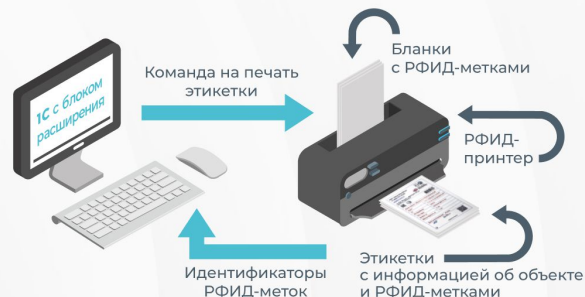 1С с блоком
расширения
Команда на печать
этикетки
Бланки
с РФИД-метками
РФИД-
принтер
Идентификаторы
РФИД-меток
Этикетки
с информацией об объекте
и РФИД-метками